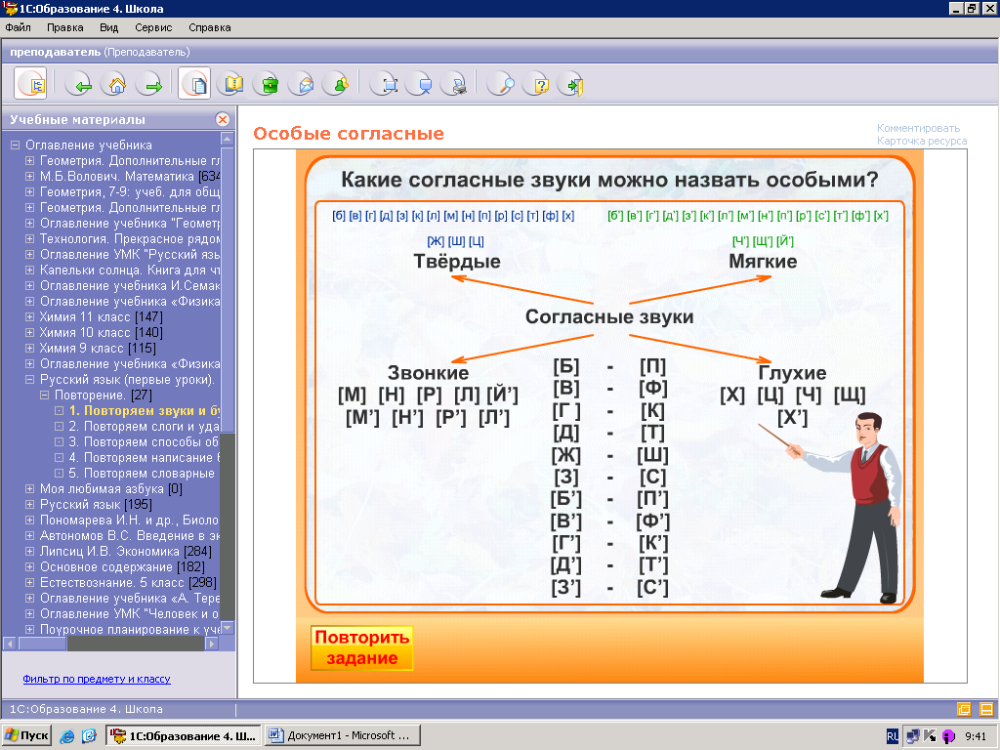 1С:Образование 4. Школа
Файл Правка Вид Сервис Справка
преподаватель (Преподаватель)
Учебные материалы
Оглавление учебника
Геометрия. Дополнительные гл
М.Б.Волович. Математика [634
Геометрия, 7-9: учеб. для общ
Геометрия. Дополнительные гл
Оглавление учебника "Геометр
Технология. Прекрасное рядом
Оглавление УМК "Русский язы
Капельки солнца. Книга для чт
Оглавление учебника И.Семак
Оглавление учебника «Физика
Химия 11 класс [147]
Химия 10 класс [140]
Химия 9 класс [115]
Оглавление учебника «Физика
Русский язык (первые уроки).
Повторение. [27]
1. Повторяем звуки и бу
2. Повторяем слоги и уда
3. Повторяем способы об
4. Повторяем написание б
5. Повторяем словарные
Моя любимая азбука [0]
Русский язык [195]
Пономарева И.Н. и др., Биоло
Автономов В.С. Введение в эк
Липсиц И.В. Экономика [284]
Основное содержание [182]
Естествознание. 5 класс [298]
Оглавление учебника «А. Тере
Оглавление УМК "Человек и о
Поурочное планирование к уче
Фильтр по предмету и классу
Особые согласные
Комментировать
Карточка ресурса
Какие согласные звуки можно назвать особыми?
[б] [в] [г] [д] [з] [к] [л] [м] [н] [п] [р] [с] [т] [ф] [х]
[б'] [в'] [г'] [д'] [з'] [к'] [л'] [м'] [н'] [п'] [р'] [с'] [т'] [ф'] [х']
[Ж] [Ш] [Ц]
[Ч'] [Щ'] [Й']
Твёрдые
Мягкие
Согласные звуки
Звонкие
[М] [Н] [Р] [Л] [Й’]
[М’] [Н’] [Р’] [Л’]
[Б] - [П]
[В] - [Ф]
[Г] - [К]
[Д] - [Т]
[Ж] - [Ш]
[З] - [С]
[Б’] - [П’]
[В’] - [Ф’]
[Г’] - [К’]
[Д’] - [Т’]
[З’] - [С’]
Глухие
[Х] [Ц] [Ч] [Щ]
[Х’]
Повторить
задание
1С:Образование 4. Школа
Пуск
1С:Образование 4. Ш...
Документ1 - Microsoft ...
RU
9:41